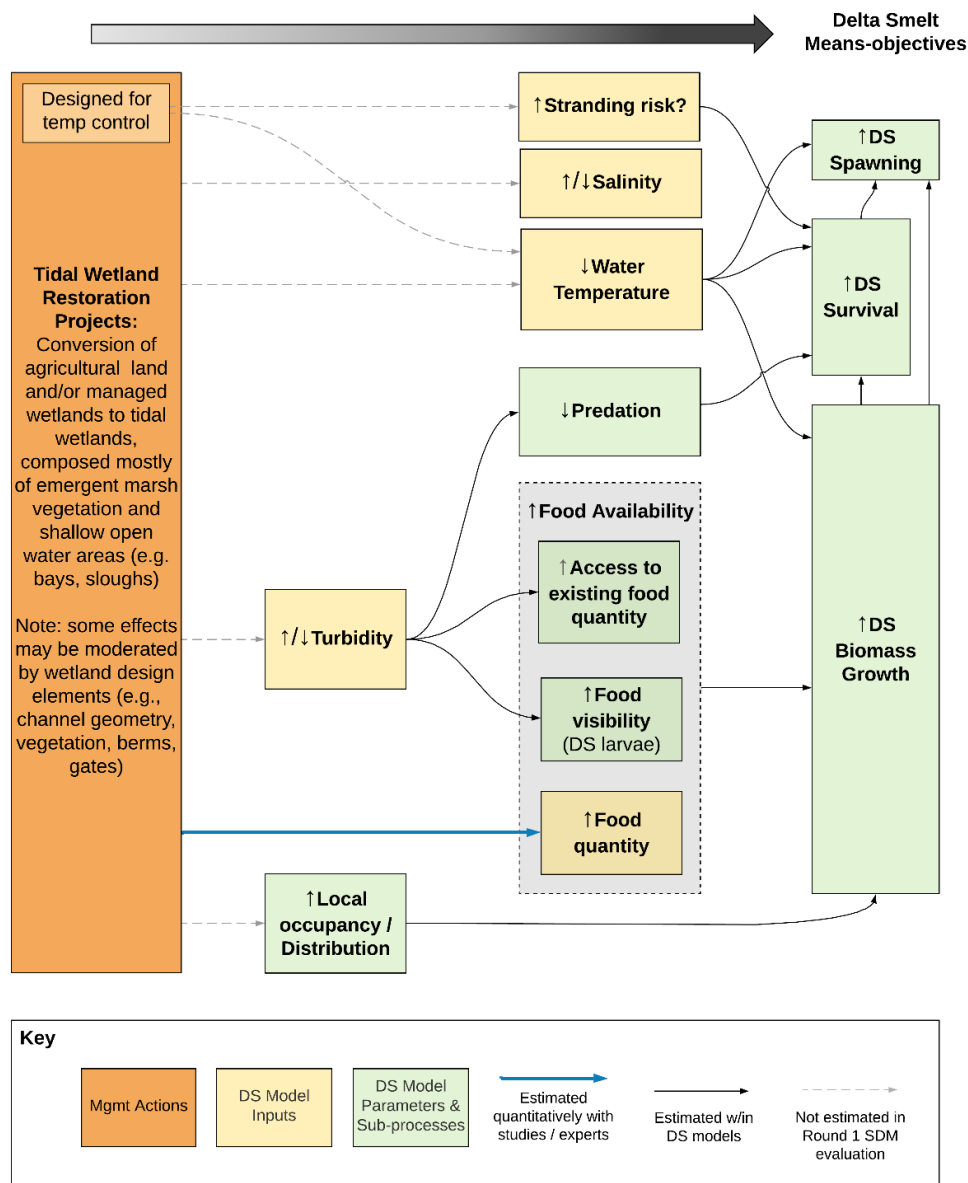 Delta Smelt
Means-objectives
Designed for
temp control
Tidal Wetland
Restoration
Projects:
Conversion of
agricultural land
and/or managed
wetlands to tidal
wetlands,
composed mostly
of emergent marsh
vegetation and
shallow open
water areas (e.g.
bays, sloughs)
Note: some effects
may be moderated
by wetland design
elements (e.g.,
channel geometry,
vegetation, berms,
gates)
↑/↓Turbidity
↑Local
occupancy /
Distribution
↑Stranding risk?
↑/↓Salinity
↓Water
Temperature
↓Predation
↑Food Availability
↑Access to
existing food
quantity
↑Food
visibility
(DS larvae)
↑Food
quantity
↑DS
Spawning
↑DS
Survival
↑DS
Biomass
Growth
Key
Mgmt Actions
DS Model
Inputs
DS Model
Parameters &
Sub-processes
Estimated
quantitatively with
studies / experts
Estimated w/in
DS models
Not estimated in
Round 1 SDM
evaluation